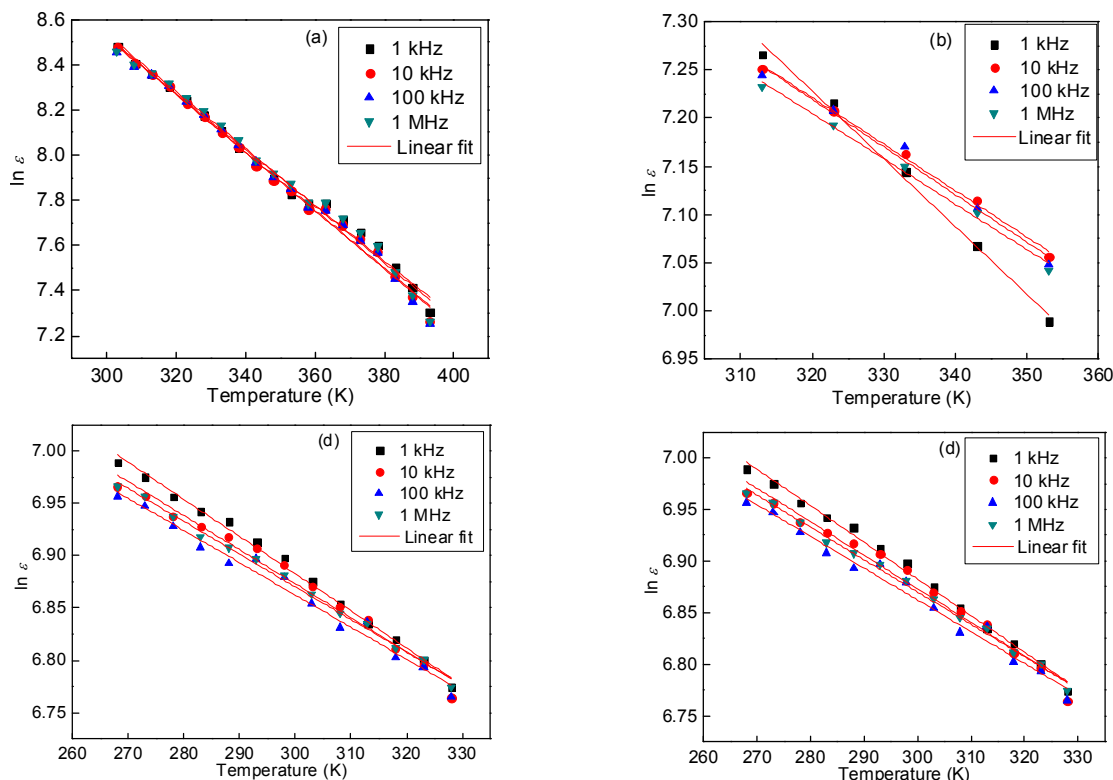 (a)
1 kHz
10 kHz
100 kHz
1 MHz
Linear fit
8.6
8.4
8.2
8.0
7.8
7.6
7.4
7.2
ln ε
300 320 340 360 380 400
Temperature (K)
(b)
1 kHz
10 kHz
100 kHz
1 MHz
Linear fit
7.30
7.25
7.20
7.15
7.10
7.05
7.00
6.95
ln ε
310 320 330 340 350 360
Temperature (K)
(d)
1 kHz
10 kHz
100 kHz
1 MHz
Linear fit
7.00
6.95
6.90
6.85
6.80
6.75
ln ε
260 270 280 290 300 310 320 330
Temperature (K)
(d)
1 kHz
10 kHz
100 kHz
1 MHz
Linear fit
7.00
6.95
6.90
6.85
6.80
6.75
ln ε
260 270 280 290 300 310 320 330
Temperature (K)